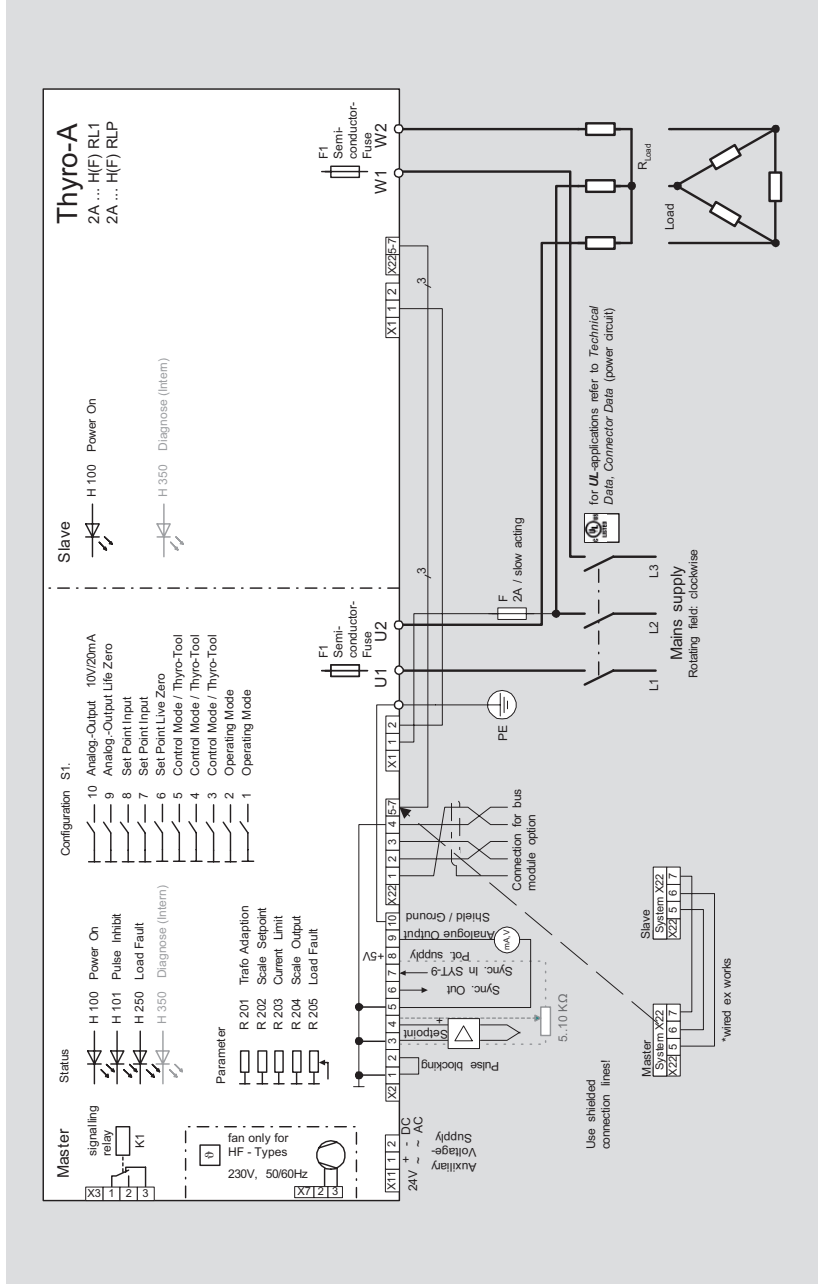 Thyro-A
2A ... H(F) RL1
2A ... H(F) RLP
Master
signalling
relay
K1
X3 1 2 3
fan only for
HF - Types
230V, 50/60Hz
ϑ
X7 2 3
Status
H 100 Power On
H 101 Pulse Inhibit
H 250 Load Fault
H 350 Diagnose (Intern)
Parameter
R 201 Trafo Adaption
R 202 Scale Setpoint
R 203 Current Limit
R 204 Scale Output
R 205 Load Fault
Configuration S1.
10 Analog.-Output 10V/20mA
9 Analog.-Output Life Zero
8 Set Point Input
7 Set Point Input
6 Set Point Live Zero
5 Control Mode / Thyro-Tool
4 Control Mode / Thyro-Tool
3 Control Mode / Thyro-Tool
2 Operating Mode
1 Operating Mode
Slave
H 100 Power On
H 350 Diagnose (Intern)
F1
Semi-
conductor-
Fuse
U1 U2
F1
Semi-
conductor-
Fuse
W1 W2
X11 1 2
24V + - DC
~ ~ AC
Auxiliary
Voltage-
Supply
X2 1 2 3 4 5 6 7 8 9 10
Pulse blocking
Setpoint
+
Sync. Out
Sync. In SYT-9
+5V
Pot. supply
Analogue Output
Shield / Ground
mA,V
5..10 KΩ
X22 1 2 3 4 5-7
Connection for bus
module option
X1 1 2
PE
3
F
2A / slow acting
X1 1 2
X22 5-7
3
C UL US
LISTED
for UL-applications refer to Technical
Data, Connector Data (power circuit)
L1 L2 L3
Mains supply
Rotating field: clockwise
RLoad
Load
Use shielded
connection lines!
Master
System X22
X22 5 6 7
Slave
System X22
X22 5 6 7
*wired ex works